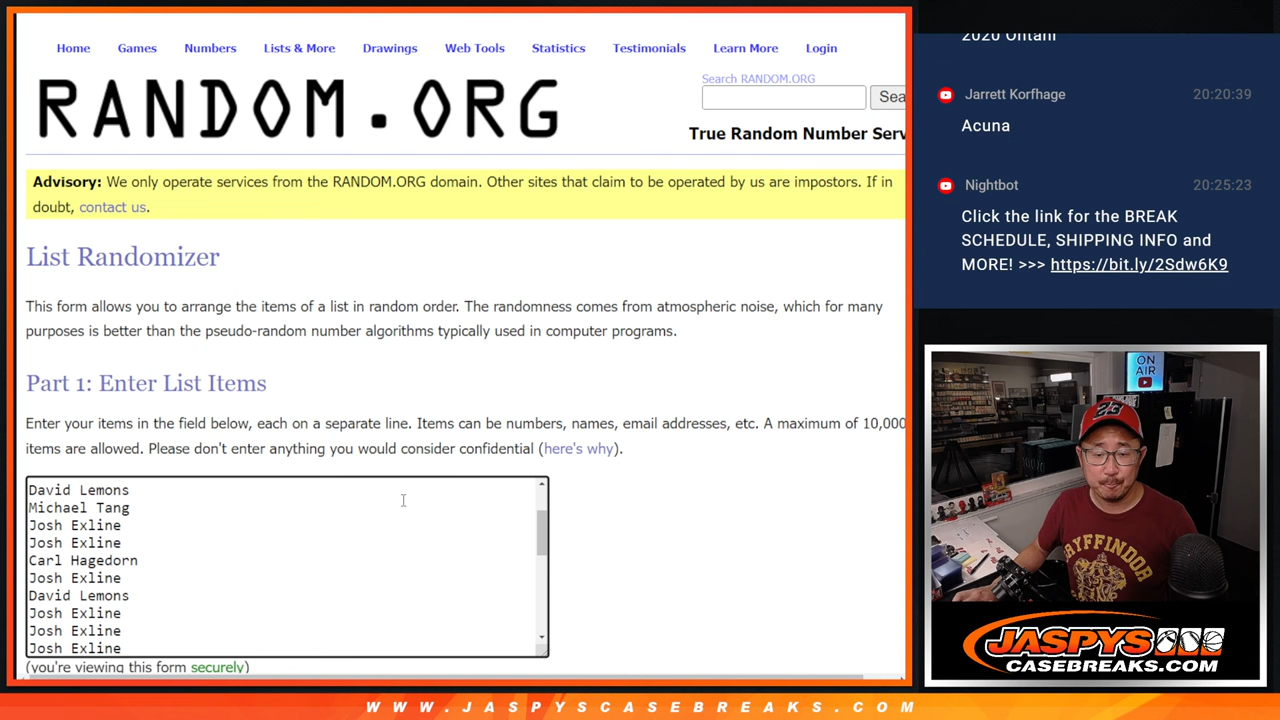 Home Games Numbers Lists & More Drawings Web Tools Statistics Testimonials Learn More Login
RANDOM.ORG
Search RANDOM.ORG
Sea
True Random Number Serv
Advisory: We only operate services from the RANDOM.ORG domain. Other sites that claim to be operated by us are impostors. If in
doubt, contact us.
List Randomizer
This form allows you to arrange the items of a list in random order. The randomness comes from atmospheric noise, which for many
purposes is better than the pseudo-random number algorithms typically used in computer programs.
Part 1: Enter List Items
Enter your items in the field below, each on a separate line. Items can be numbers, names, email addresses, etc. A maximum of 10,000
items are allowed. Please don't enter anything you would consider confidential (here's why).
David Lemons
Michael Tang
Josh Exline
Josh Exline
Carl Hagedorn
Josh Exline
David Lemons
Josh Exline
Josh Exline
Josh Exline
(you're viewing this form securely)
2020 Ohtani
Jarrett Korfhage 20:20:39
Acuna
Nightbot 20:25:23
Click the link for the BREAK
SCHEDULE, SHIPPING INFO and
MORE! >>> https://bit.ly/2Sdw6K9
ON
AIR
GRYFFINDOR
JASPYS
CASEBREAKS.COM
WWW.JASPYSCASEBREAKS.COM